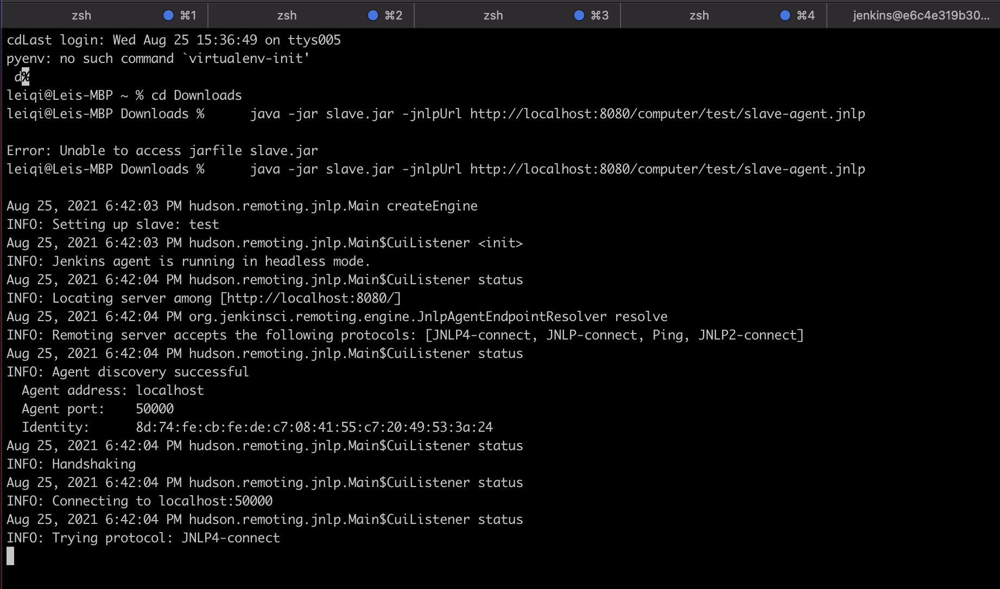 zsh ⌘1 zsh ⌘2 zsh ⌘3 zsh ⌘4 jenkins@e6c4e319b30...
cdLast login: Wed Aug 25 15:36:49 on ttys005
pyenv: no such command `virtualenv-init'
 d%
leiqi@Leis-MBP ~ % cd Downloads
leiqi@Leis-MBP Downloads %      java -jar slave.jar -jnlpUrl http://localhost:8080/computer/test/slave-agent.jnlp
Error: Unable to access jarfile slave.jar
leiqi@Leis-MBP Downloads %      java -jar slave.jar -jnlpUrl http://localhost:8080/computer/test/slave-agent.jnlp
Aug 25, 2021 6:42:03 PM hudson.remoting.jnlp.Main createEngine
INFO: Setting up slave: test
Aug 25, 2021 6:42:03 PM hudson.remoting.jnlp.Main$CuiListener <init>
INFO: Jenkins agent is running in headless mode.
Aug 25, 2021 6:42:04 PM hudson.remoting.jnlp.Main$CuiListener status
INFO: Locating server among [http://localhost:8080/]
Aug 25, 2021 6:42:04 PM org.jenkinsci.remoting.engine.JnlpAgentEndpointResolver resolve
INFO: Remoting server accepts the following protocols: [JNLP4-connect, JNLP-connect, Ping, JNLP2-connect]
Aug 25, 2021 6:42:04 PM hudson.remoting.jnlp.Main$CuiListener status
INFO: Agent discovery successful
  Agent address: localhost
  Agent port:    50000
  Identity:      8d:74:fe:cb:fe:de:c7:08:41:55:c7:20:49:53:3a:24
Aug 25, 2021 6:42:04 PM hudson.remoting.jnlp.Main$CuiListener status
INFO: Handshaking
Aug 25, 2021 6:42:04 PM hudson.remoting.jnlp.Main$CuiListener status
INFO: Connecting to localhost:50000
Aug 25, 2021 6:42:04 PM hudson.remoting.jnlp.Main$CuiListener status
INFO: Trying protocol: JNLP4-connect